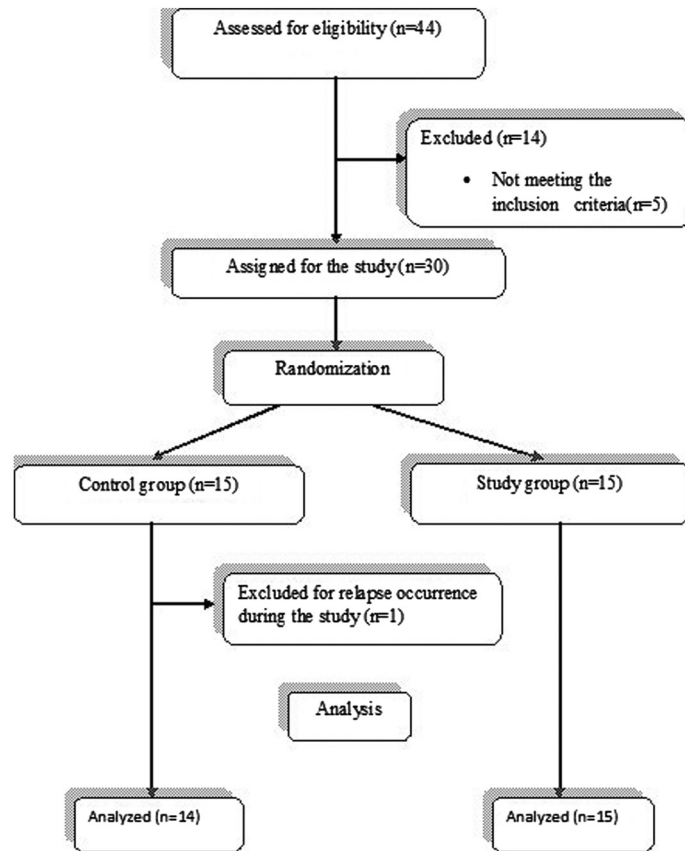 Assessed for eligibility (n=44)
Excluded (n=14)
• Not meeting the
inclusion criteria(n=5)
Assigned for the study (n=30)
Randomization
Control group (n=15)
Study group (n=15)
Excluded for relapse occurrence
during the study (n=1)
Analysis
Analyzed (n=14)
Analyzed (n=15)